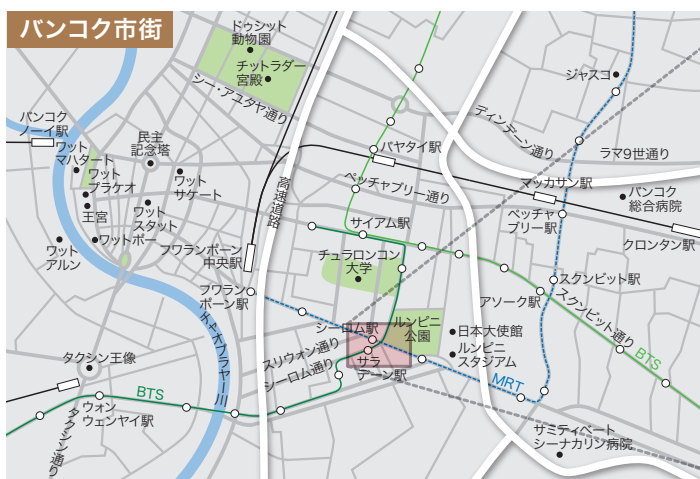 バンコク市街
ドゥシット
動物園
チットラダー
宮殿
シー・アユタヤ通り
ジャスコ
バンコク
ノーイ駅
民主
記念塔
ワット
マハタート
ワット
プラケオ
王宮
ワット
サケート
ワット
スタット
ワットポー
ワット
アルン
高速道路
パヤタイ駅
ペッチャブリー通り
ディンデーン通り
ラマ9世通り
マッカサン駅
バンコク
総合病院
ペッチャ
ブリー駅
クロンタン駅
サイアム駅
フワランポーン
中央駅
チュラロンコン
大学
フワラン
ポーン駅
スクンビット駅
アソーク駅
スクンビット通り
チャオプラヤー川
シーロム駅
ルンピニ
公園
日本大使館
ルンピニ
スタジアム
スリウォン通り
シーロム通り
サラ
デーン駅
タクシン王像
BTS
BTS
MRT
ウォン
ウェンヤイ駅
タクシン通り
サミティベート
シーナカリン病院